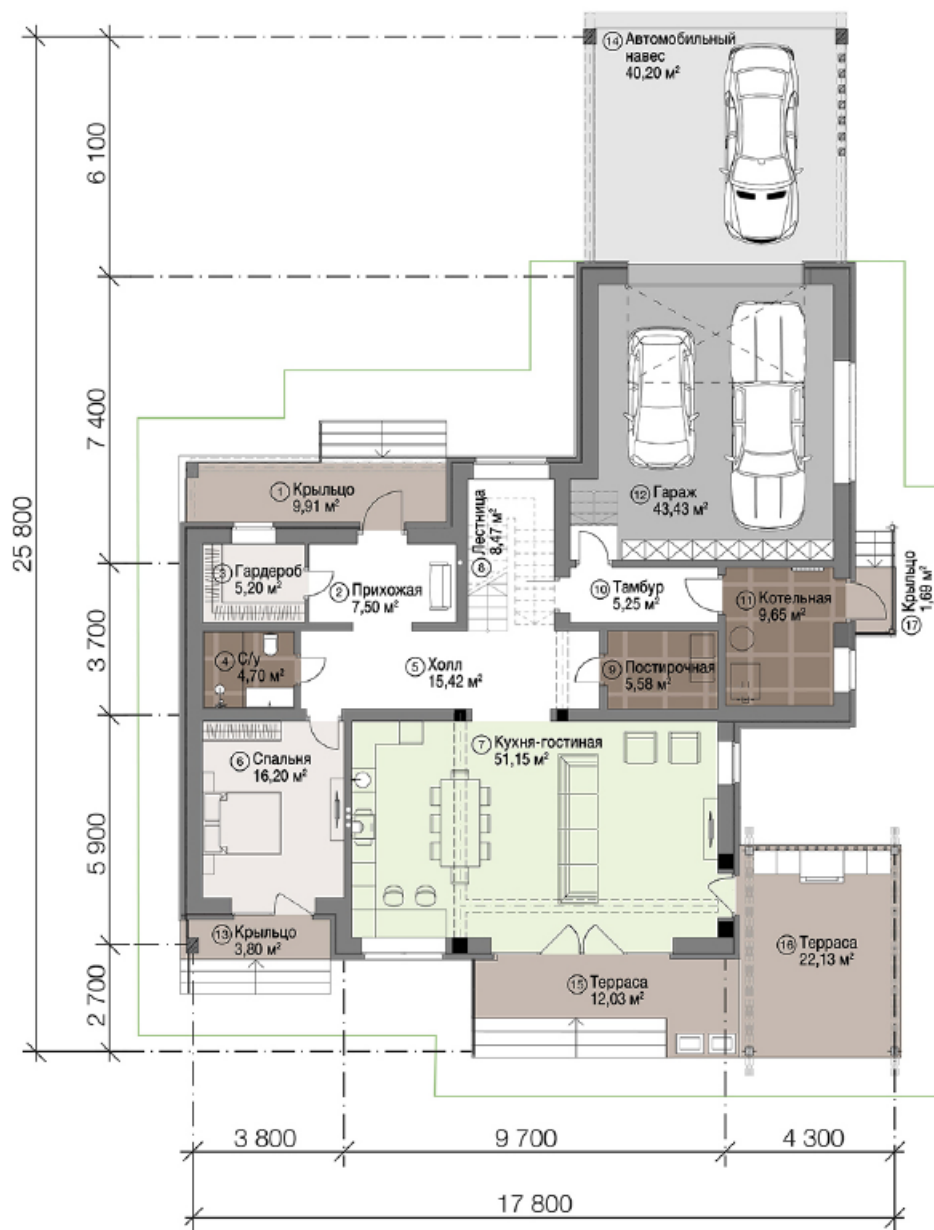 14 Автомобильный
навес
40,20 м²
6 100
7 400
25 800
1 Крыльцо
9,91 м²
8 Лестница
8,47 м²
12 Гараж
43,43 м²
3 Гардероб
5,20 м²
2 Прихожая
7,50 м²
10 Тамбур
5,25 м²
11 Котельная
9,65 м²
17 Крыльцо
1,69 м²
3 700
4 С/у
4,70 м²
5 Холл
15,42 м²
9 Постирочная
5,58 м²
6 Спальня
16,20 м²
7 Кухня-гостиная
51,15 м²
5 900
13 Крыльцо
3,80 м²
16 Терраса
22,13 м²
15 Терраса
12,03 м²
2 700
3 800
9 700
4 300
17 800